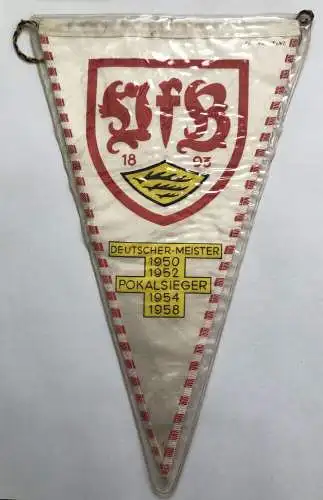 VfB
18 93
DEUTSCHER-MEISTER
1950
1952
POKALSIEGER
1954
1958